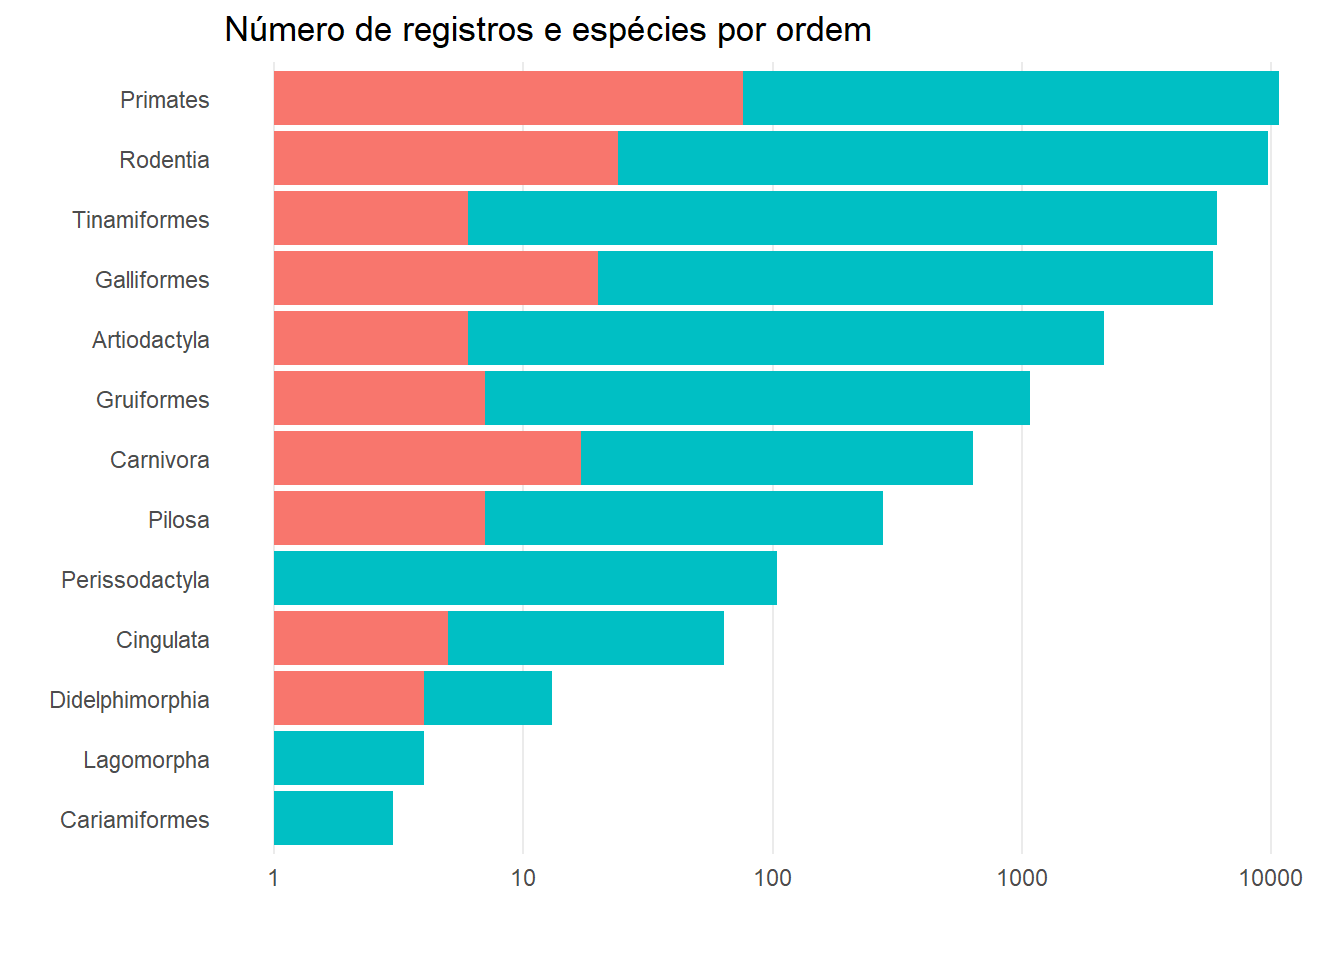 Número de registros e espécies por ordem
Primates
Rodentia
Tinamiformes
Galliformes
Artiodactyla
Gruiformes
Carnivora
Pilosa
Perissodactyla
Cingulata
Didelphimorphia
Lagomorpha
Cariamiformes
1 10 100 1000 10000